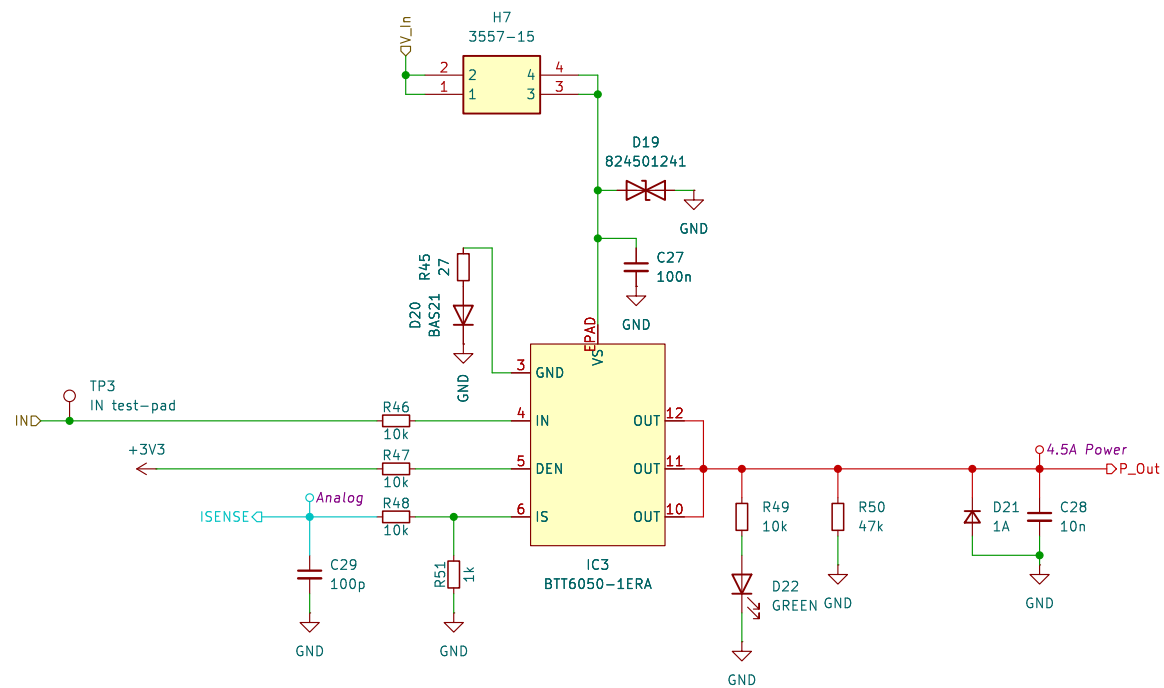 V_In
H7
3557-15
2
2
4
4
1
1
3
3
D19
824501241
GND
R45
27
C27
100n
GND
D20
BAS21
GND
EPAD
VS
3
GND
TP3
IN test-pad
IN
R46
10k
4
IN
OUT
12
+3V3
R47
10k
5
DEN
OUT
11
4.5A Power
P_Out
Analog
ISENSE
R48
10k
6
IS
OUT
10
R49
10k
R50
47k
D21
1A
C28
10n
C29
100p
R51
1k
IC3
BTT6050-1ERA
D22
GREEN
GND
GND
GND
GND
GND